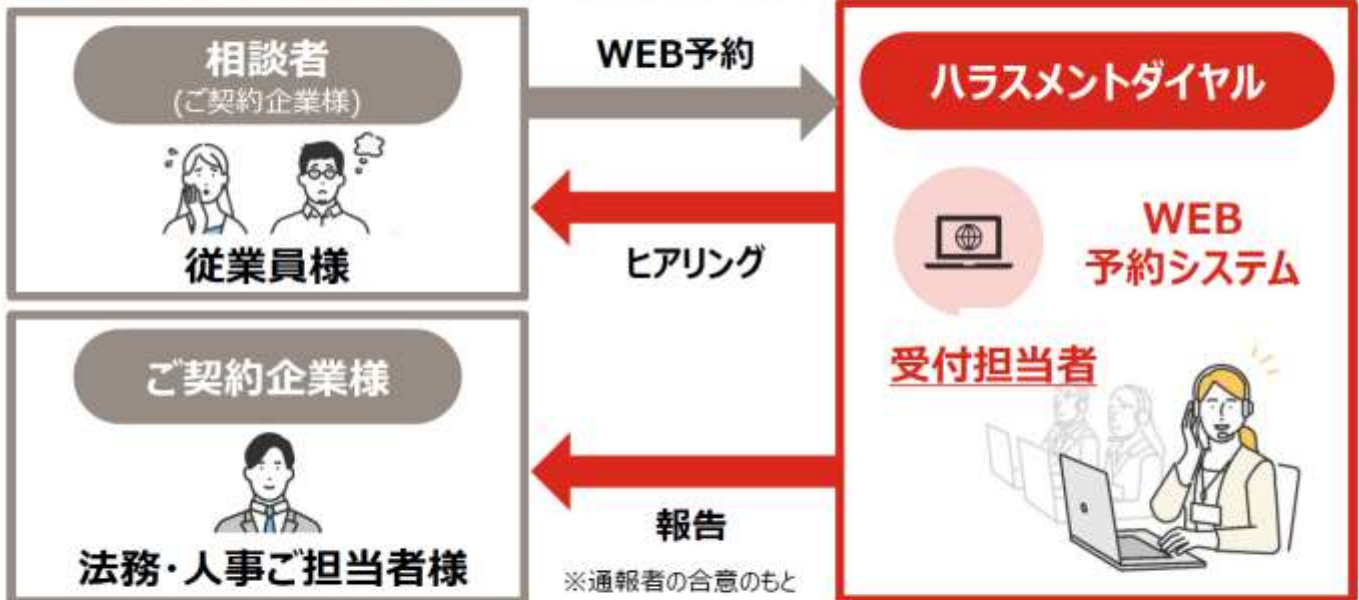 相談者
(ご契約企業様)
従業員様
WEB予約
ヒアリング
ハラスメントダイヤル
WEB
予約システム
受付担当者
ご契約企業様
法務・人事ご担当者様
報告
※通報者の合意のもと